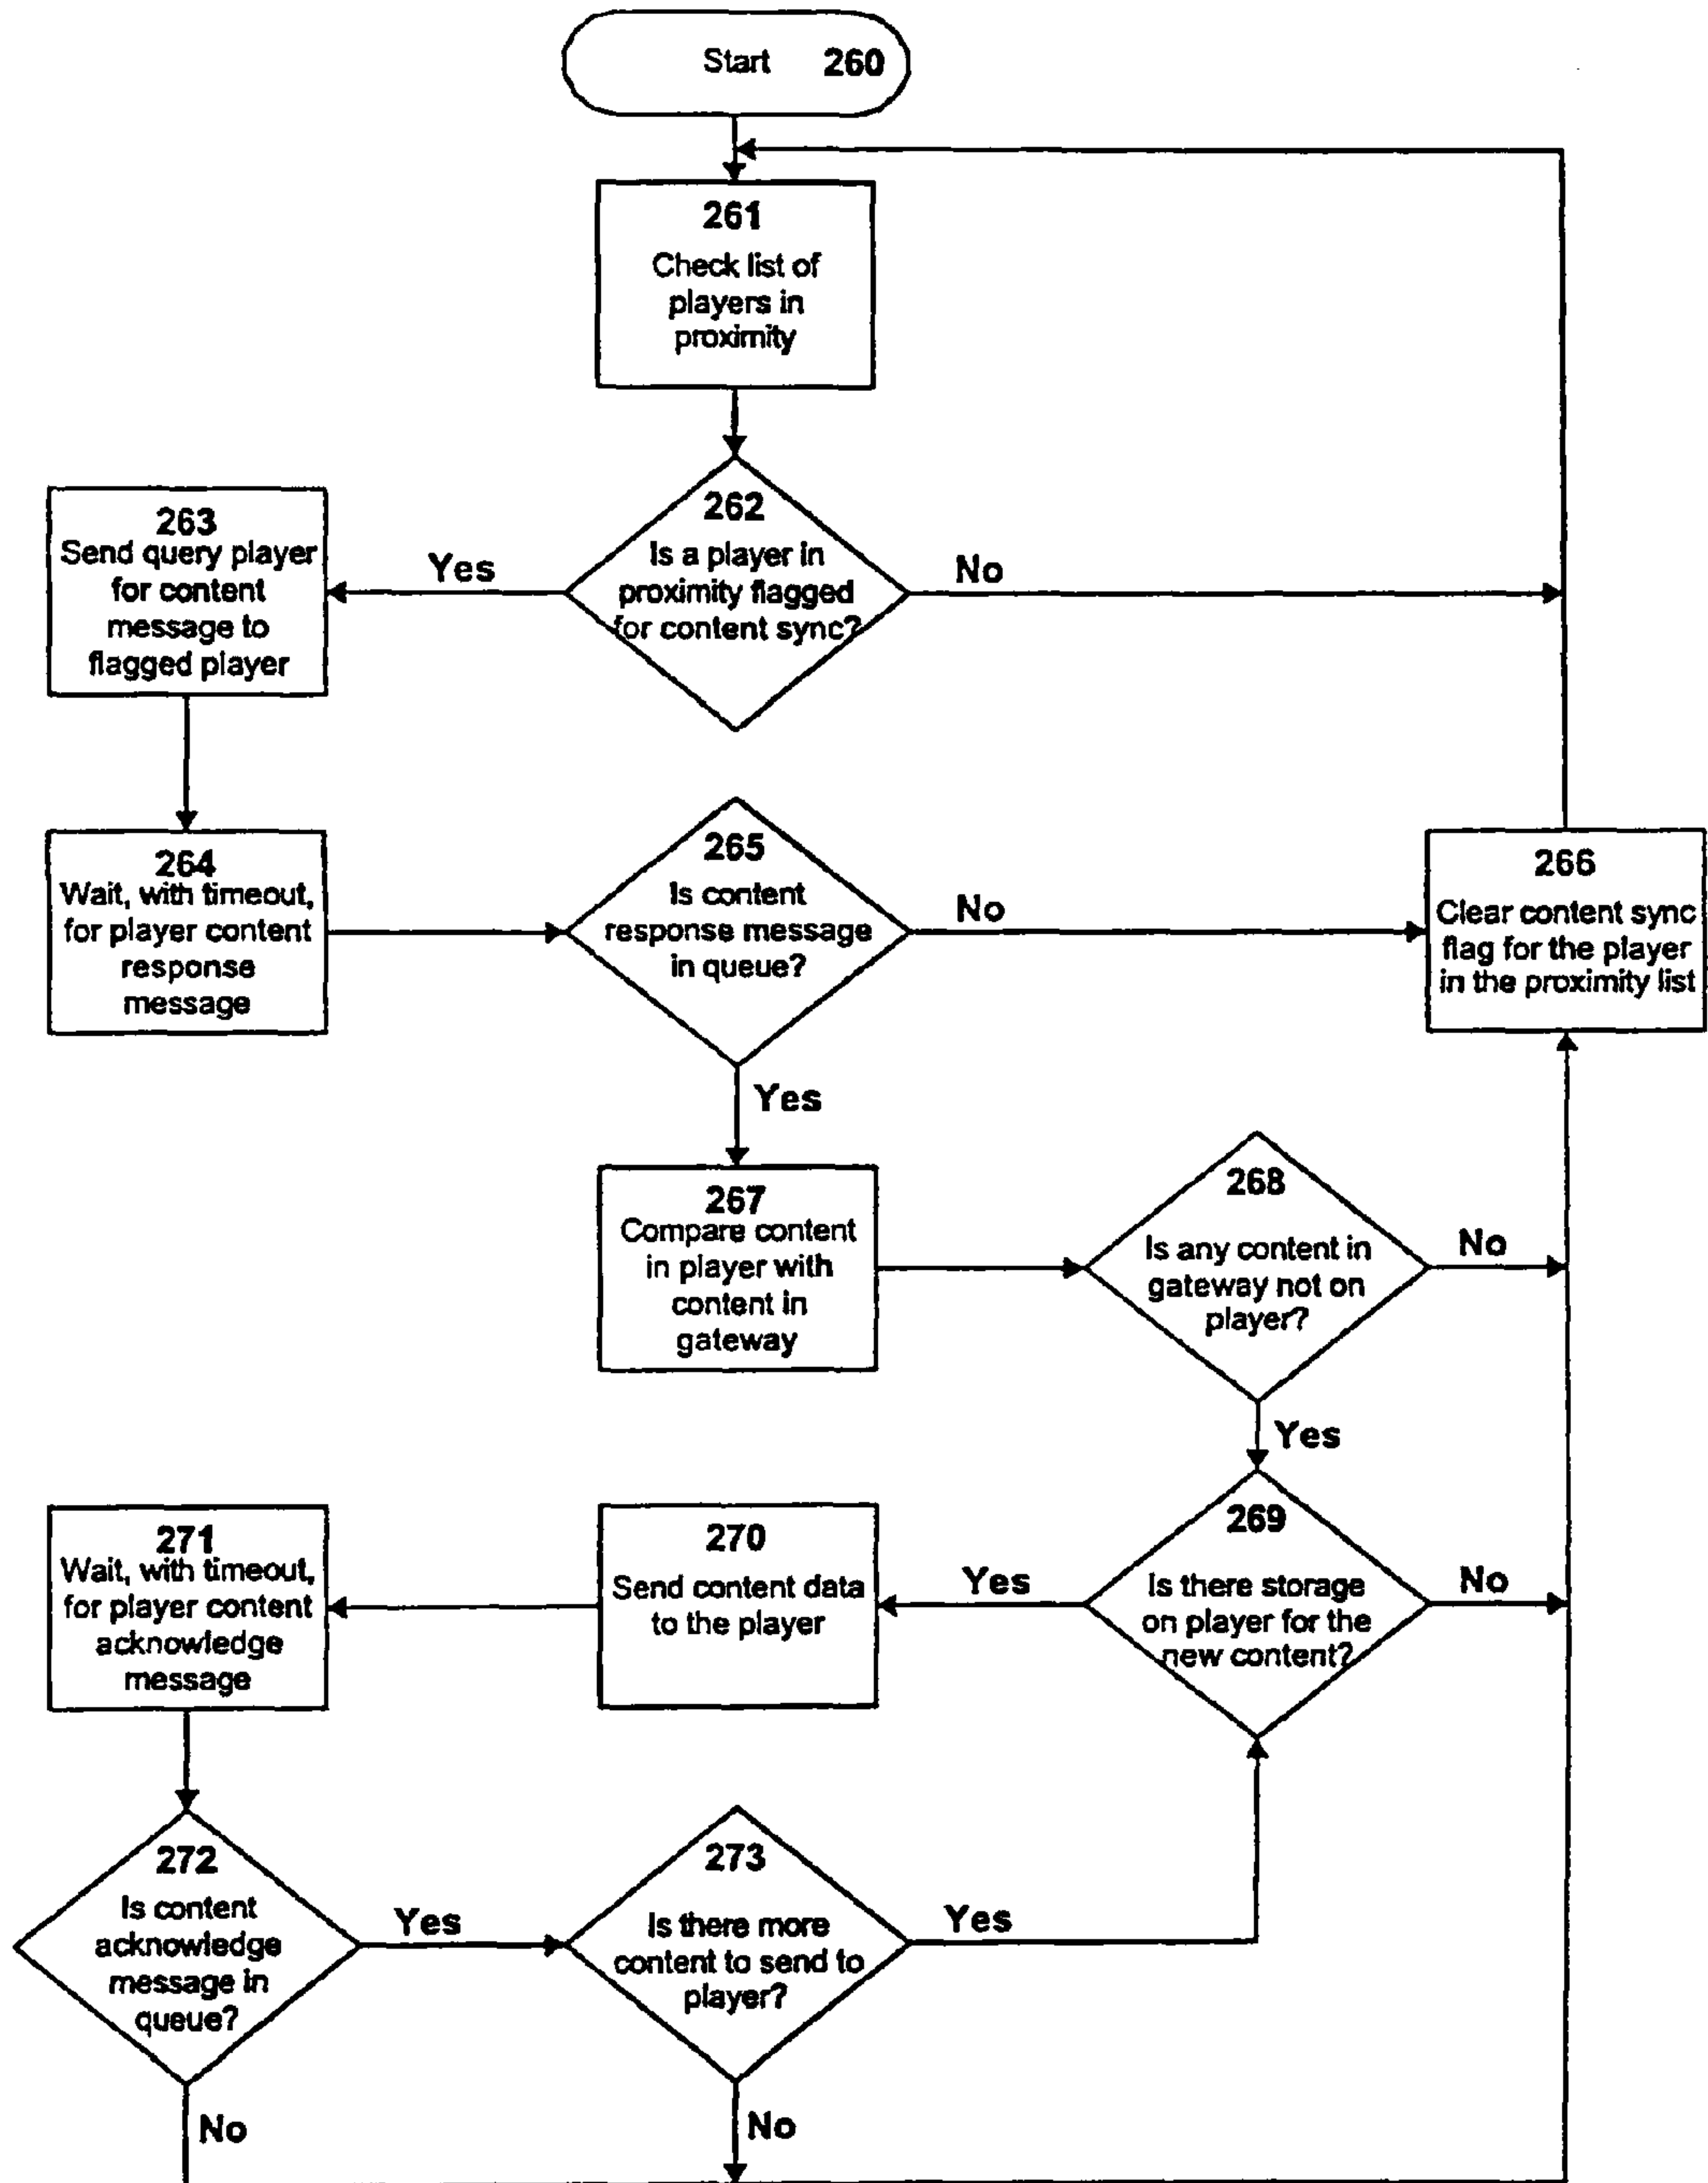 Start 260
261
Check list of
players in
proximity
262
Is a player in
proximity flagged
for content sync?
Yes
No
263
Send query player
for content
message to
flagged player
264
Wait, with timeout,
for player content
response
message
265
Is content
response message
in queue?
No
Yes
266
Clear content sync
flag for the player
in the proximity list
267
Compare content
in player with
content in
gateway
268
Is any content in
gateway not on
player?
No
Yes
269
Is there storage
on player for the
new content?
Yes
No
270
Send content data
to the player
271
Wait, with timeout,
for player content
acknowledge
message
272
Is content
acknowledge
message in
queue?
Yes
No
273
Is there more
content to send to
player?
Yes
No